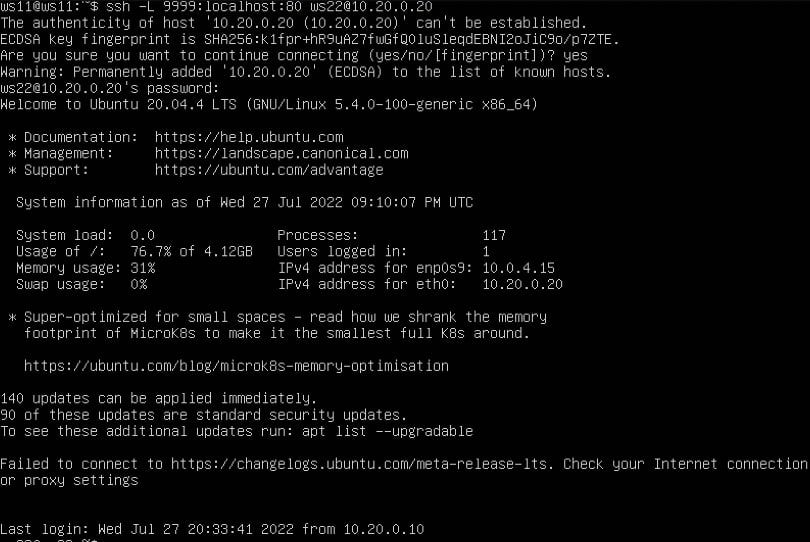 ws11@ws11:~$ ssh -L 9999:localhost:80 ws22@10.20.0.20
The authenticity of host '10.20.0.20 (10.20.0.20)' can't be established.
ECDSA key fingerprint is SHA256:k1fpr+hR9uAZ7fwGfQ0luSleqdEBNI2oJiC9o/p7ZTE.
Are you sure you want to continue connecting (yes/no/[fingerprint])? yes
Warning: Permanently added '10.20.0.20' (ECDSA) to the list of known hosts.
ws22@10.20.0.20's password:
Welcome to Ubuntu 20.04.4 LTS (GNU/Linux 5.4.0-100-generic x86_64)
* Documentation: https://help.ubuntu.com
* Management: https://landscape.canonical.com
* Support: https://ubuntu.com/advantage
System information as of Wed 27 Jul 2022 09:10:07 PM UTC
System load: 0.0 Processes: 117
Usage of /: 76.7% of 4.12GB Users logged in: 1
Memory usage: 31% IPv4 address for enp0s9: 10.0.4.15
Swap usage: 0% IPv4 address for eth0: 10.20.0.20
* Super-optimized for small spaces - read how we shrank the memory
footprint of MicroK8s to make it the smallest full K8s around.
https://ubuntu.com/blog/microk8s-memory-optimisation
140 updates can be applied immediately.
90 of these updates are standard security updates.
To see these additional updates run: apt list --upgradable
Failed to connect to https://changelogs.ubuntu.com/meta-release-lts. Check your Internet connection
or proxy settings
Last login: Wed Jul 27 20:33:41 2022 from 10.20.0.10